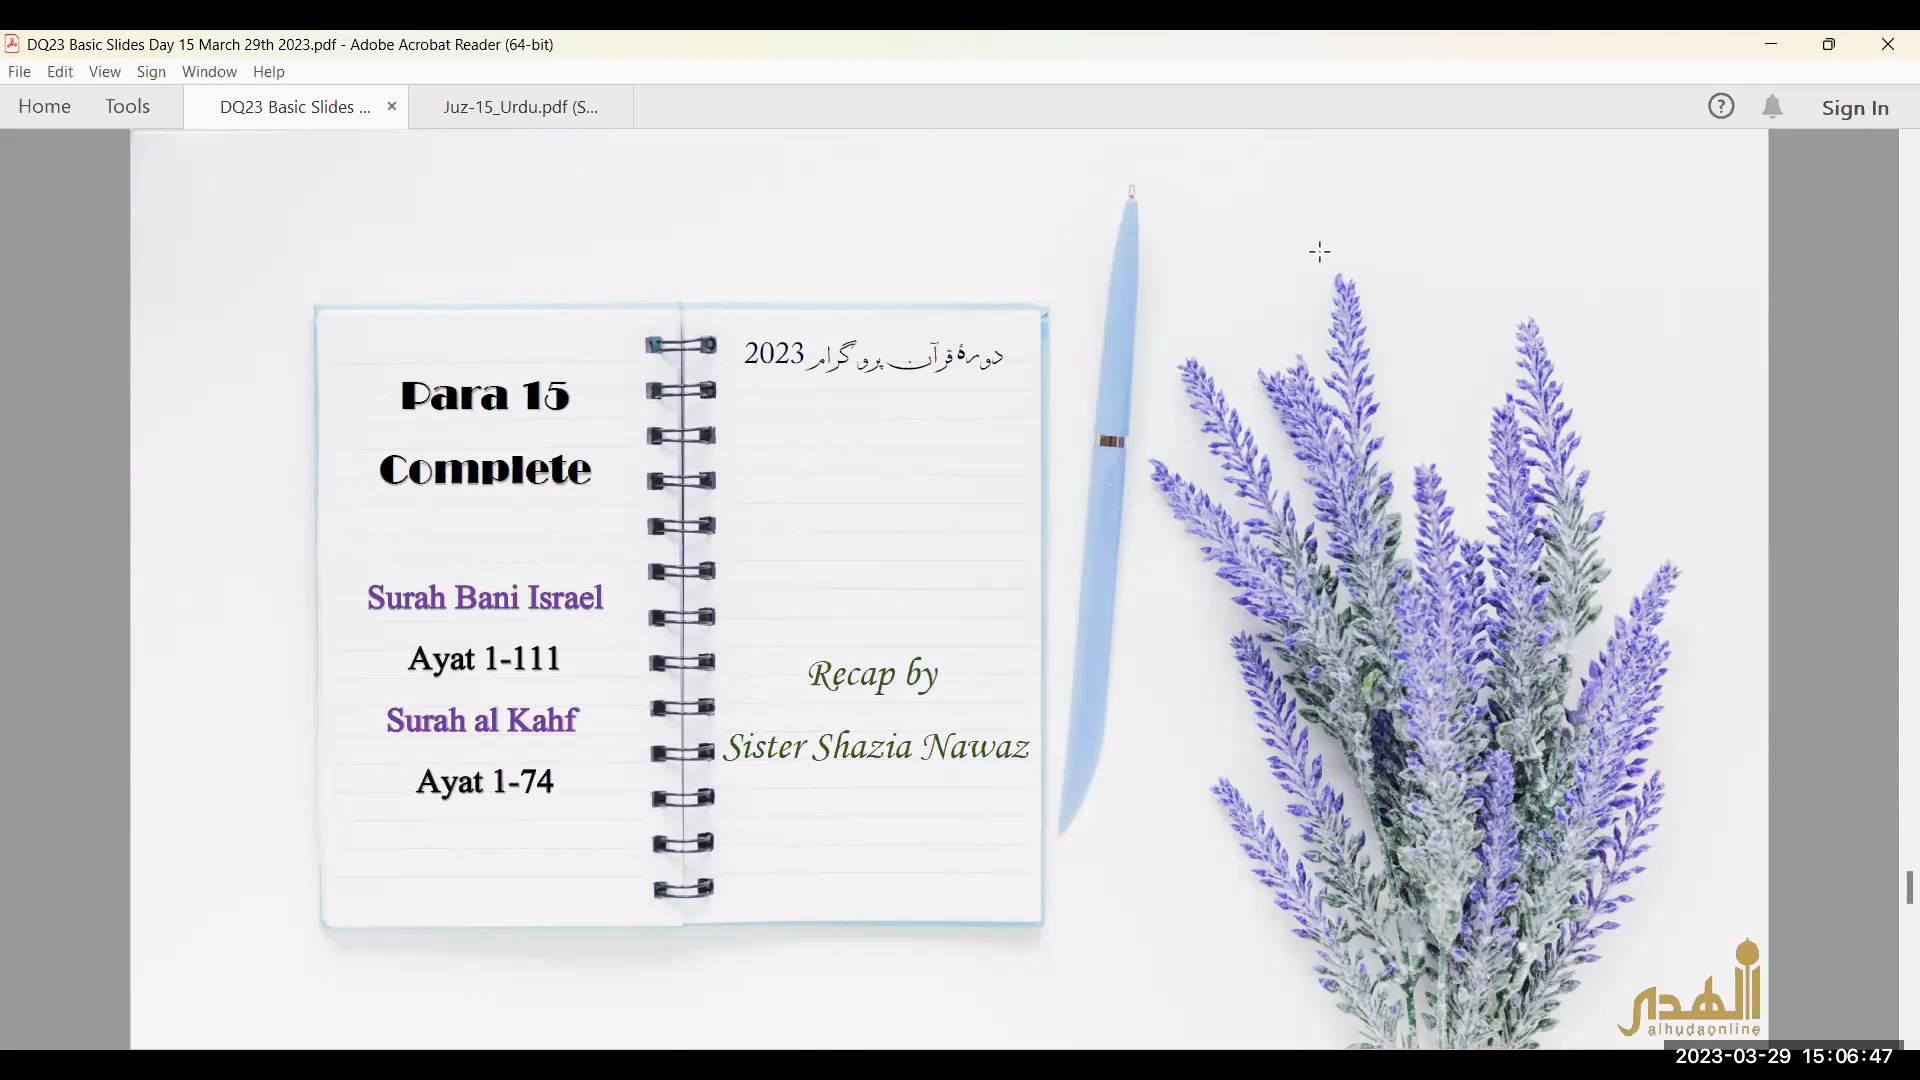 DQ23 Basic Slides Day 15 March 29th 2023.pdf - Adobe Acrobat Reader (64-bit)
File Edit View Sign Window Help
Home Tools DQ23 Basic Slides ... × Juz-15_Urdu.pdf (S... ? Sign In
دورۂ قرآن پروگرام 2023
Para 15
Complete
Surah Bani Israel
Ayat 1-111
Surah al Kahf
Ayat 1-74
Recap by
Sister Shazia Nawaz
الهدى
alhudaonline
2023-03-29 15:06:47